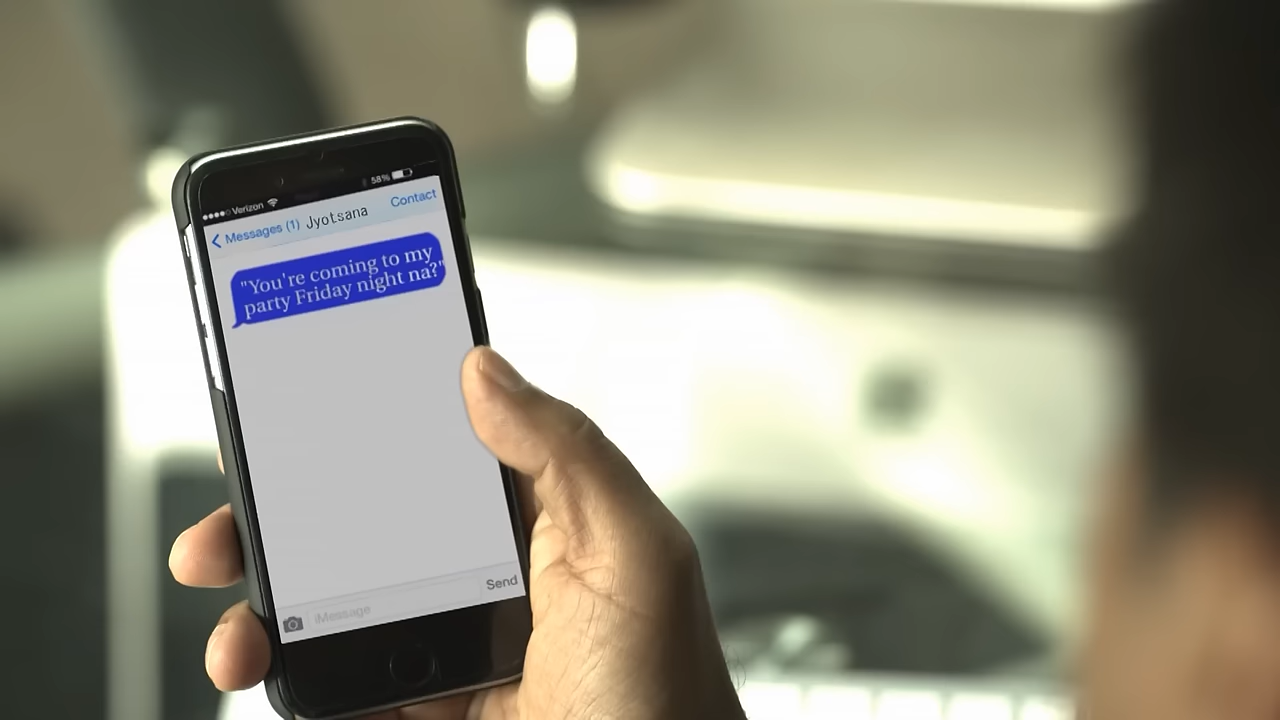 Verizon 58%
Messages (1) Jyotsana Contact
"You're coming to my
party Friday night na?"
iMessage Send